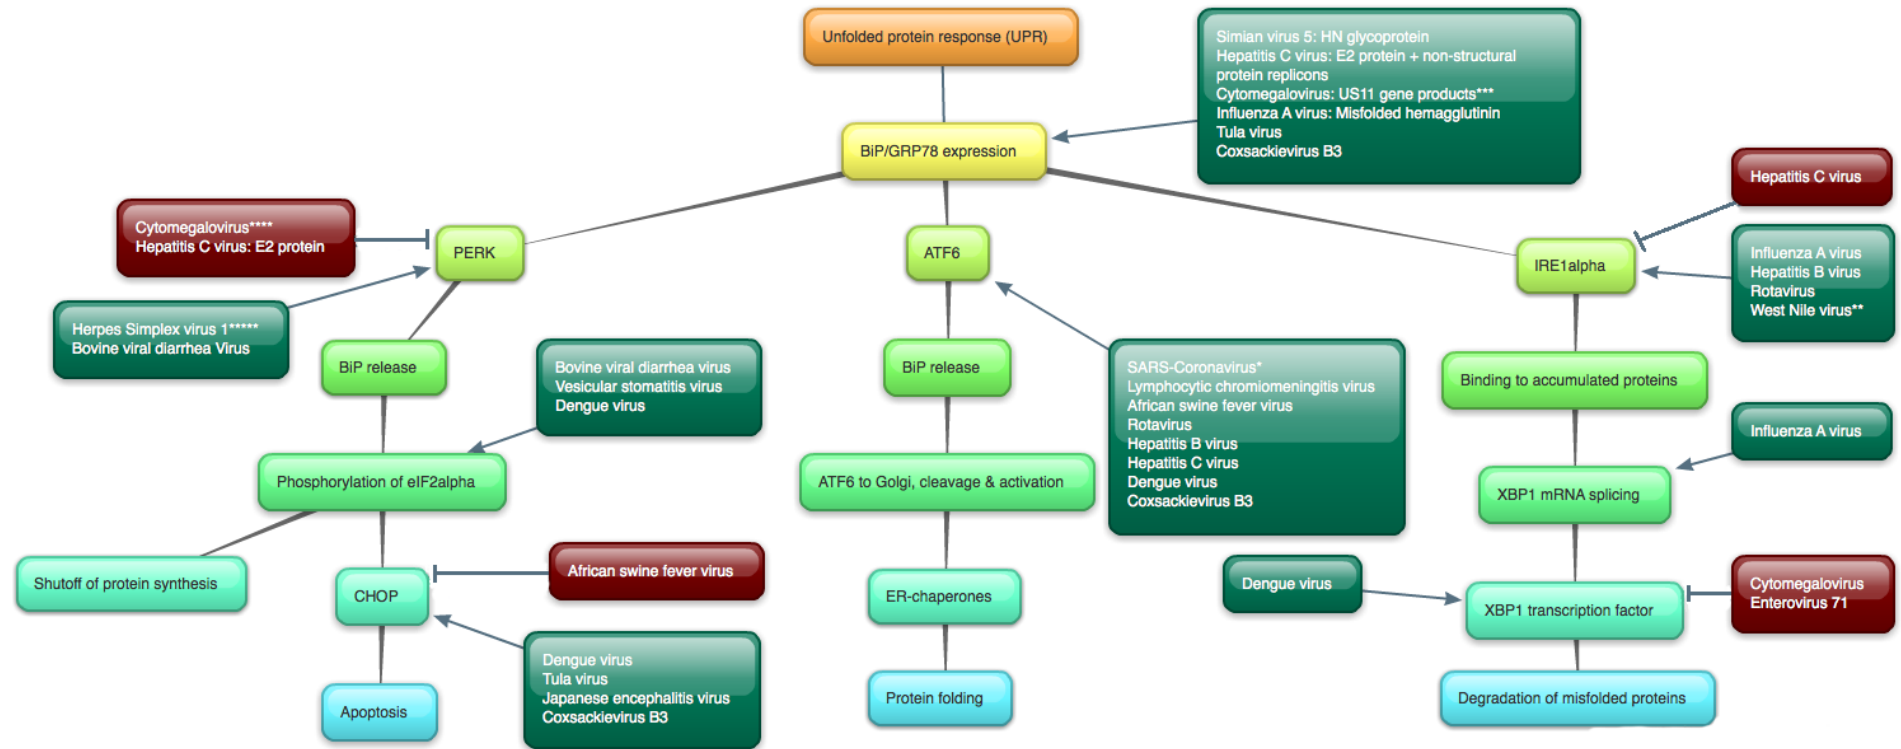 Unfolded protein response (UPR)
Simian virus 5: HN glycoprotein
Hepatitis C virus: E2 protein + non-structural
protein replicons
Cytomegalovirus: US11 gene products***
Influenza A virus: Misfolded hemagglutinin
Tula virus
Coxsackievirus B3
BiP/GRP78 expression
Hepatitis C virus
Cytomegalovirus****
Hepatitis C virus: E2 protein
PERK
ATF6
IRE1alpha
Influenza A virus
Hepatitis B virus
Rotavirus
West Nile virus**
Herpes Simplex virus 1*****
Bovine viral diarrhea Virus
BiP release
Bovine viral diarrhea virus
Vesicular stomatitis virus
Dengue virus
BiP release
SARS-Coronavirus*
Lymphocytic chromiomeningitis virus
African swine fever virus
Rotavirus
Hepatitis B virus
Hepatitis C virus
Dengue virus
Coxsackievirus B3
Binding to accumulated proteins
Influenza A virus
Phosphorylation of eIF2alpha
ATF6 to Golgi, cleavage & activation
XBP1 mRNA splicing
Shutoff of protein synthesis
CHOP
African swine fever virus
ER-chaperones
Dengue virus
XBP1 transcription factor
Cytomegalovirus
Enterovirus 71
Dengue virus
Tula virus
Japanese encephalitis virus
Coxsackievirus B3
Apoptosis
Protein folding
Degradation of misfolded proteins